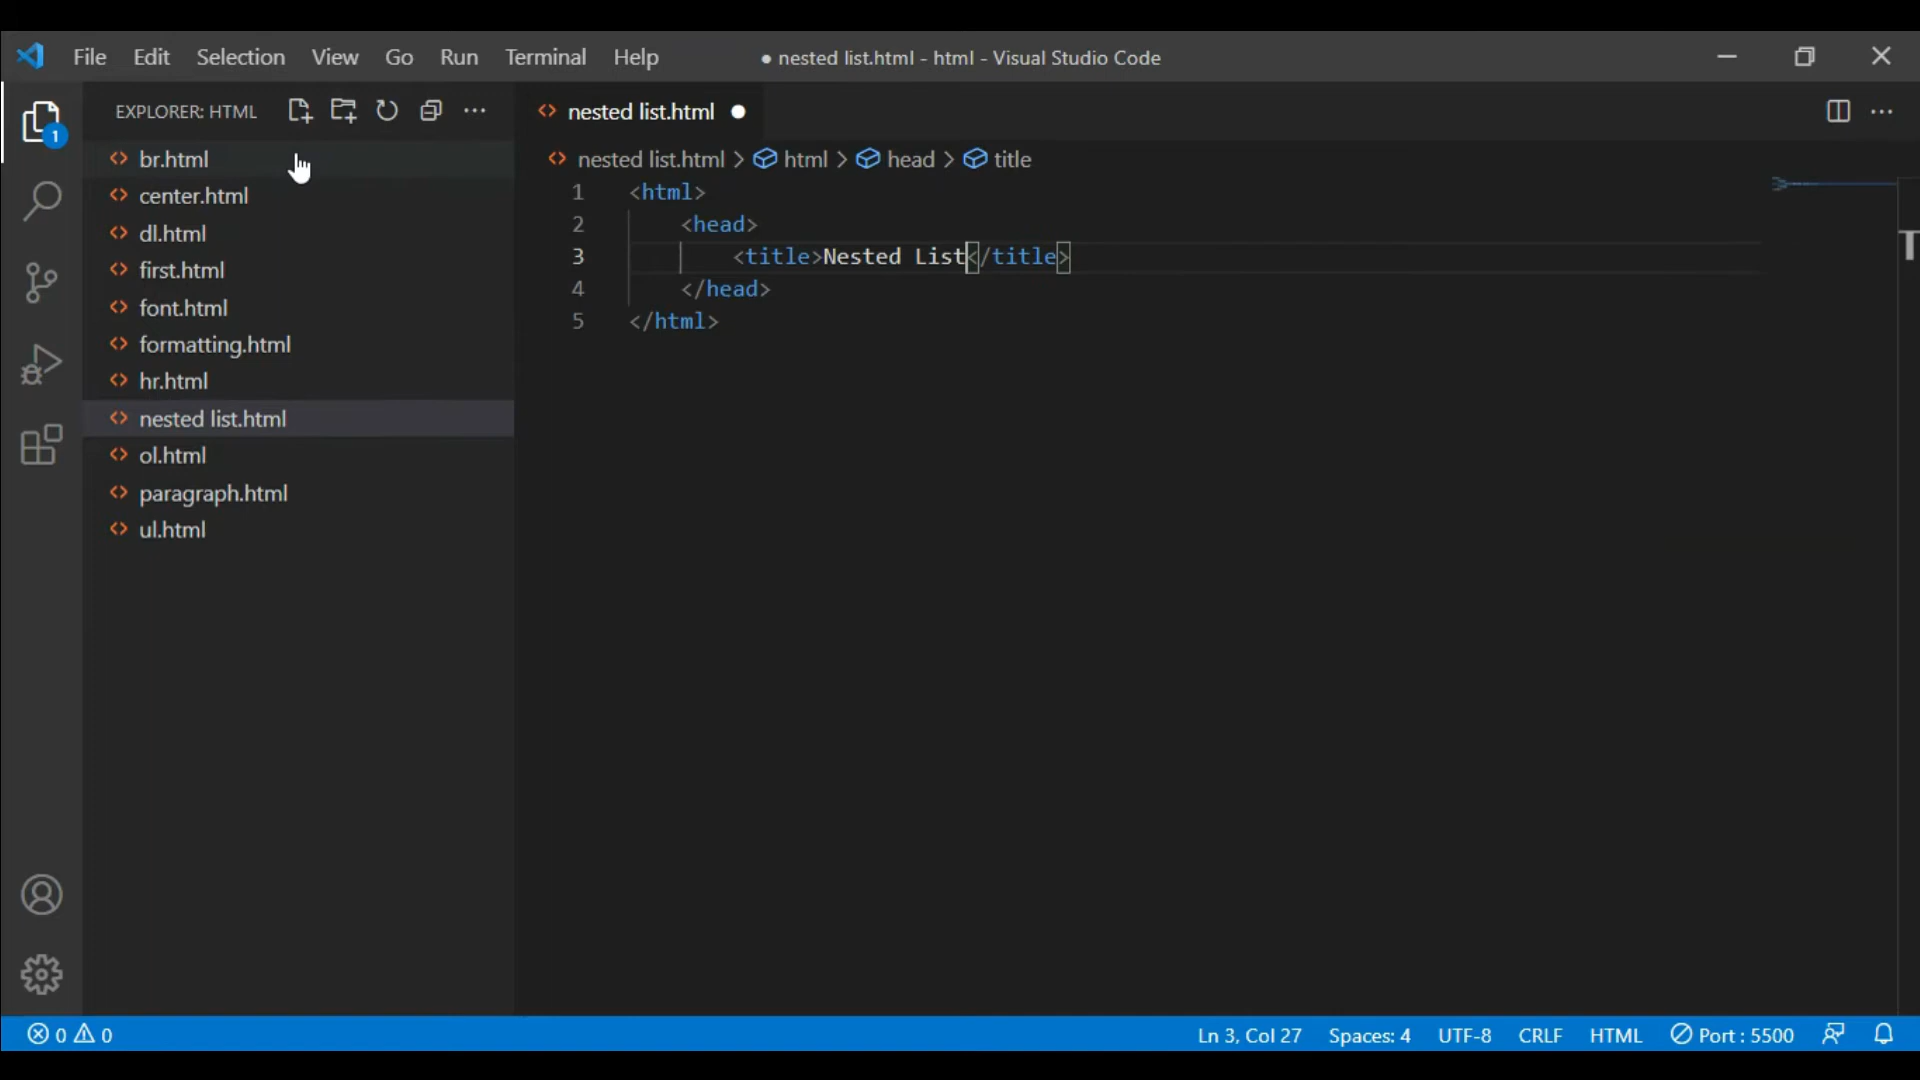 File Edit Selection View Go Run Terminal Help ● nested list.html - html - Visual Studio Code
EXPLORER: HTML
br.html
center.html
dl.html
first.html
font.html
formatting.html
hr.html
nested list.html
ol.html
paragraph.html
ul.html
1
nested list.html ●
nested list.html > html > head > title
1 <html>
2 <head>
3 <title>Nested List</title>
4 </head>
5 </html>
T
0 0 Ln 3, Col 27 Spaces: 4 UTF-8 CRLF HTML Port : 5500